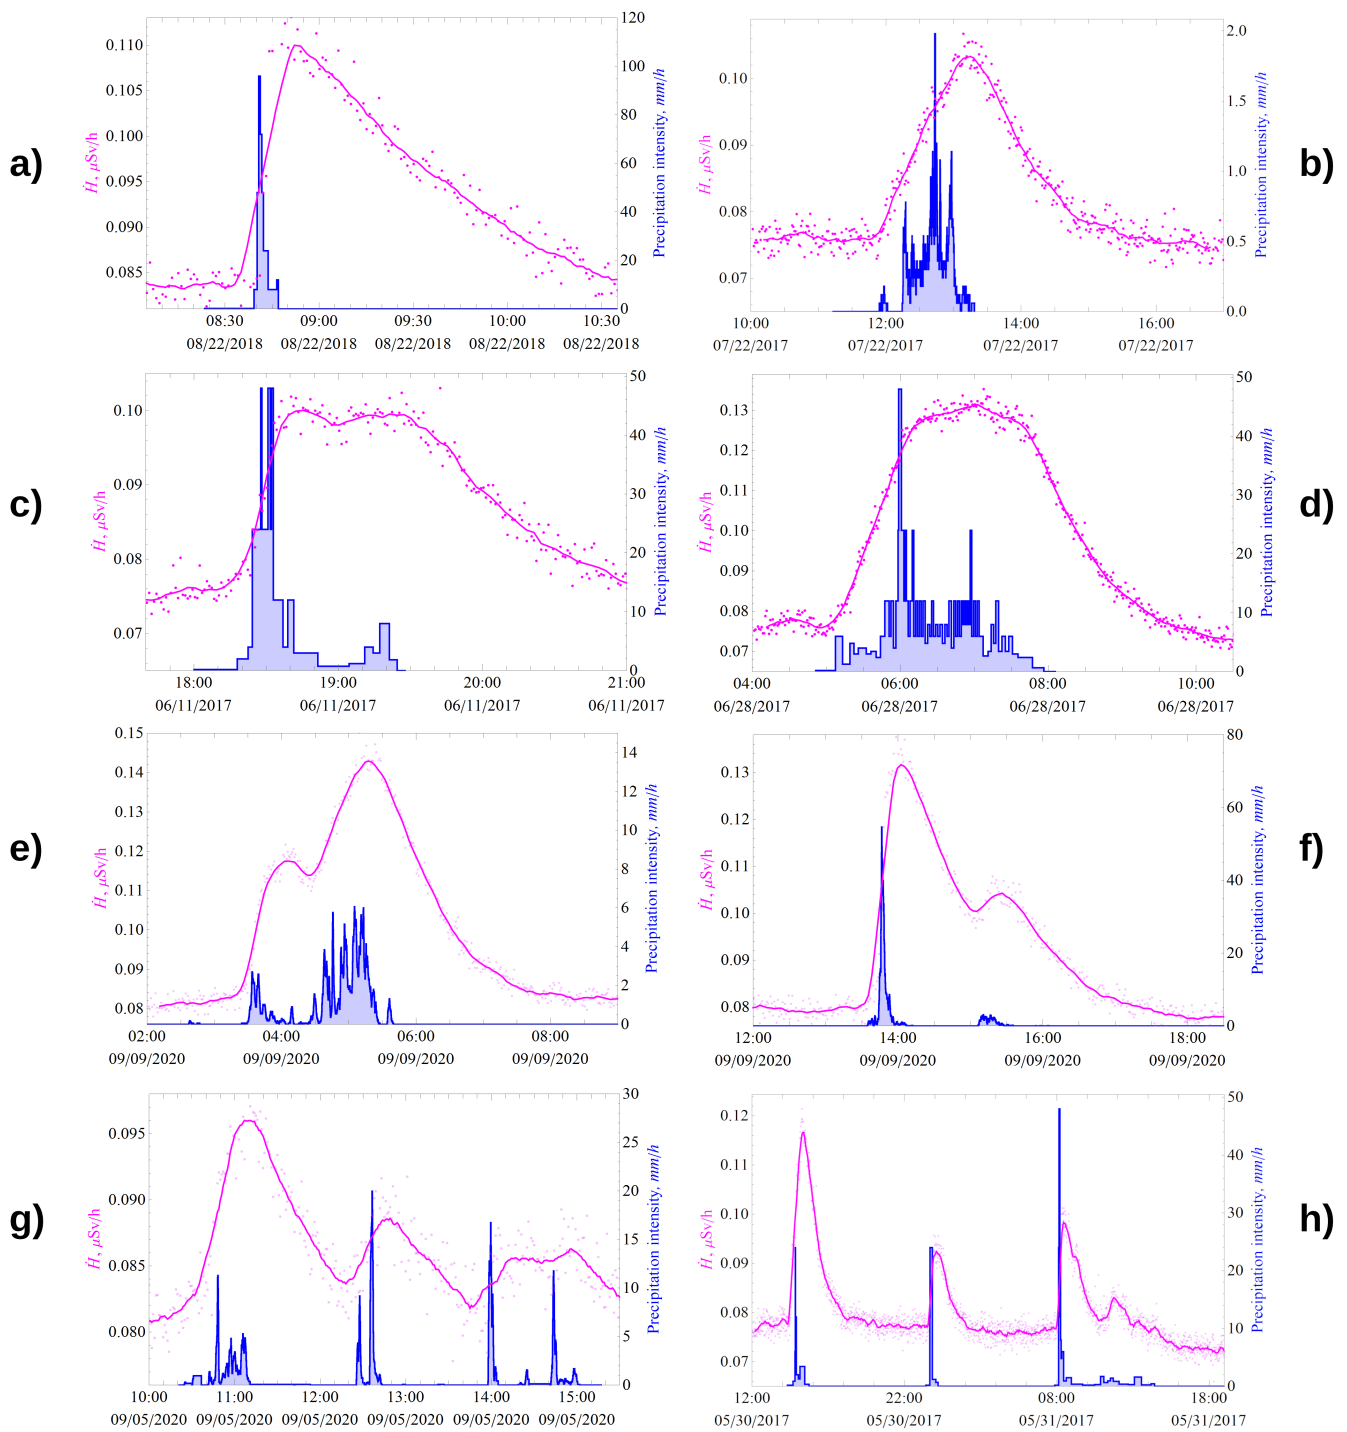 a)
Ḣ, μSv/h
0.110
0.105
0.100
0.095
0.090
0.085
120
100
80
60
40
20
0
Precipitation intensity, mm/h
08:30 09:00 09:30 10:00 10:30
08/22/2018 08/22/2018 08/22/2018 08/22/2018 08/22/2018
b)
Ḣ, μSv/h
0.10
0.09
0.08
0.07
2.0
1.5
1.0
0.5
0.0
Precipitation intensity, mm/h
10:00 12:00 14:00 16:00
07/22/2017 07/22/2017 07/22/2017 07/22/2017
c)
Ḣ, μSv/h
0.10
0.09
0.08
0.07
50
40
30
20
10
0
Precipitation intensity, mm/h
18:00 19:00 20:00 21:00
06/11/2017 06/11/2017 06/11/2017 06/11/2017
d)
Ḣ, μSv/h
0.13
0.12
0.11
0.10
0.09
0.08
0.07
50
40
30
20
10
0
Precipitation intensity, mm/h
04:00 06:00 08:00 10:00
06/28/2017 06/28/2017 06/28/2017 06/28/2017
e)
Ḣ, μSv/h
0.15
0.14
0.13
0.12
0.11
0.10
0.09
0.08
14
12
10
8
6
4
2
0
Precipitation intensity, mm/h
02:00 04:00 06:00 08:00
09/09/2020 09/09/2020 09/09/2020 09/09/2020
f)
Ḣ, μSv/h
0.13
0.12
0.11
0.10
0.09
0.08
80
60
40
20
0
Precipitation intensity, mm/h
12:00 14:00 16:00 18:00
09/09/2020 09/09/2020 09/09/2020 09/09/2020
g)
Ḣ, μSv/h
0.095
0.090
0.085
0.080
30
25
20
15
10
5
0
Precipitation intensity, mm/h
10:00 11:00 12:00 13:00 14:00 15:00
09/05/2020 09/05/2020 09/05/2020 09/05/2020 09/05/2020 09/05/2020
h)
Ḣ, μSv/h
0.12
0.11
0.10
0.09
0.08
0.07
50
40
30
20
10
0
Precipitation intensity, mm/h
12:00 22:00 08:00 18:00
05/30/2017 05/30/2017 05/31/2017 05/31/2017